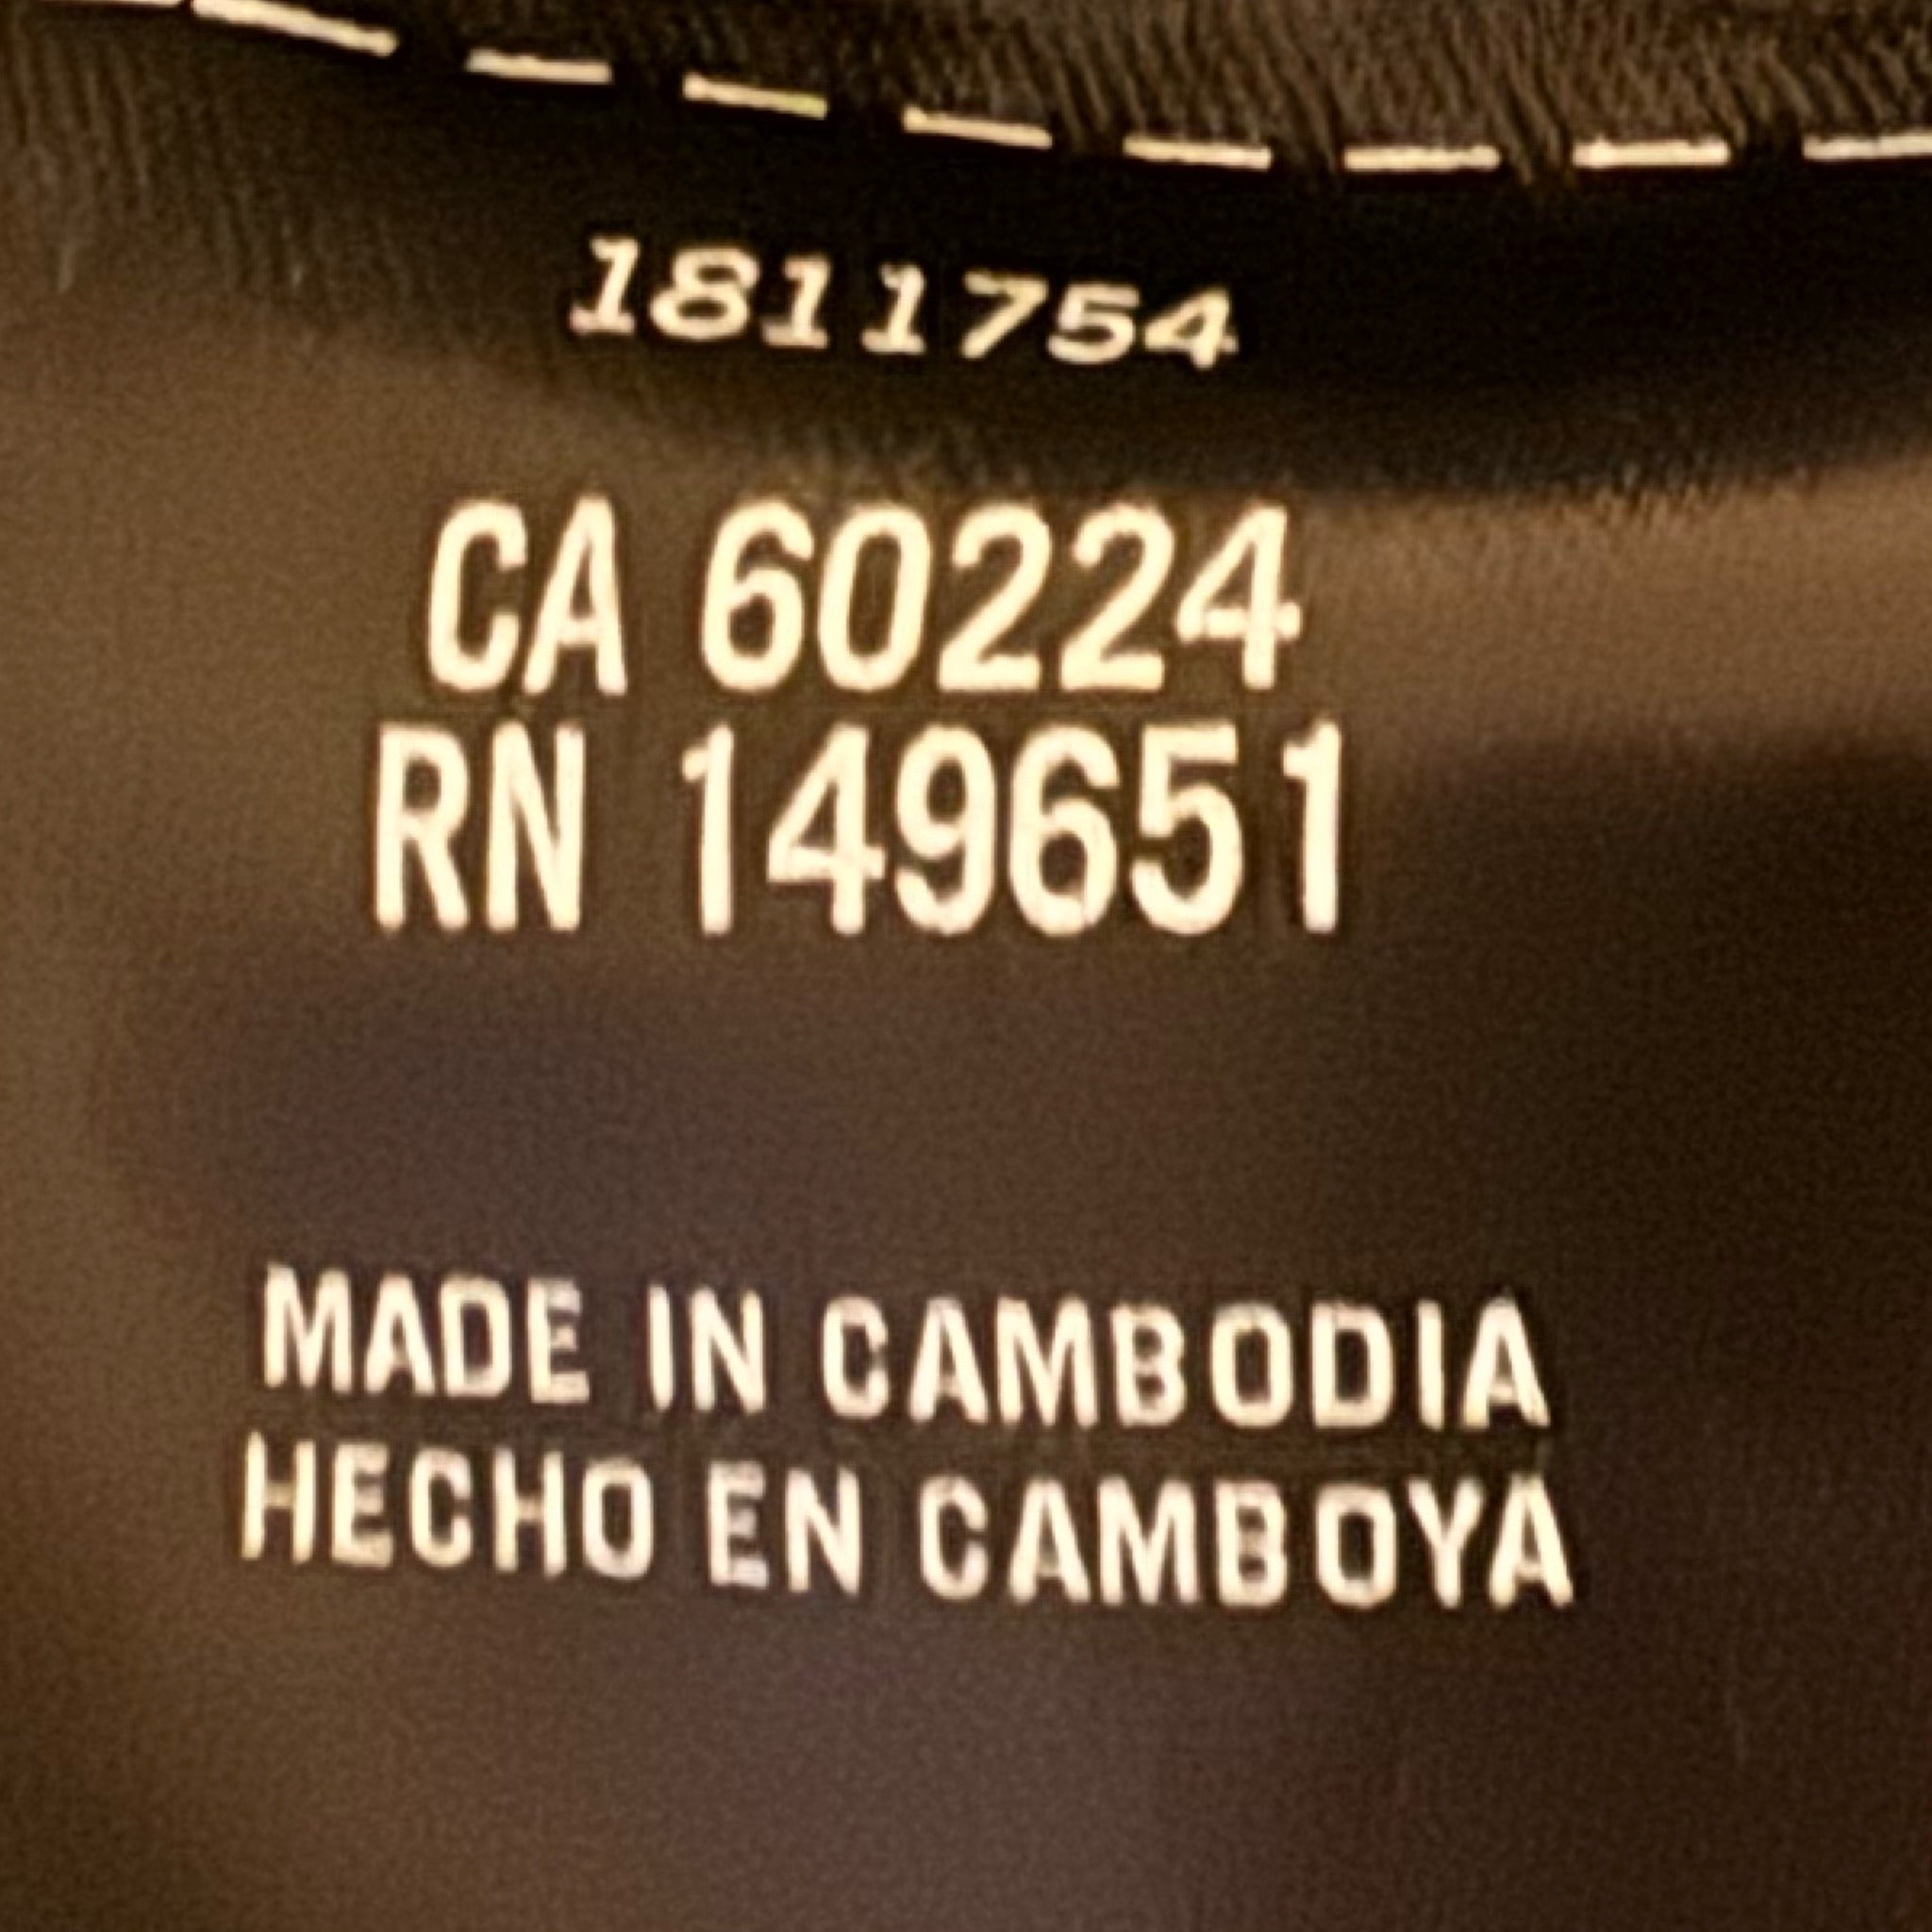 1811754
CA 60224
RN 149651
MADE IN CAMBODIA
HECHO EN CAMBOYA